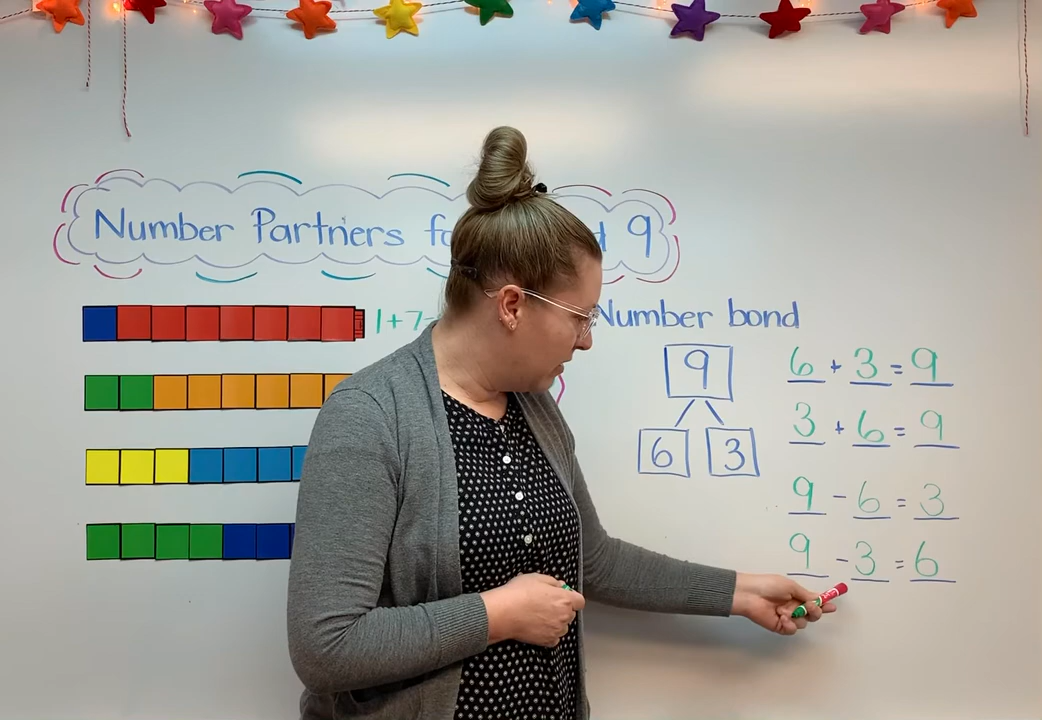 Number Partners 9
1+7
Number bond
9
6 3
6 + 3 = 9
3 + 6 = 9
9 - 6 = 3
9 - 3 = 6